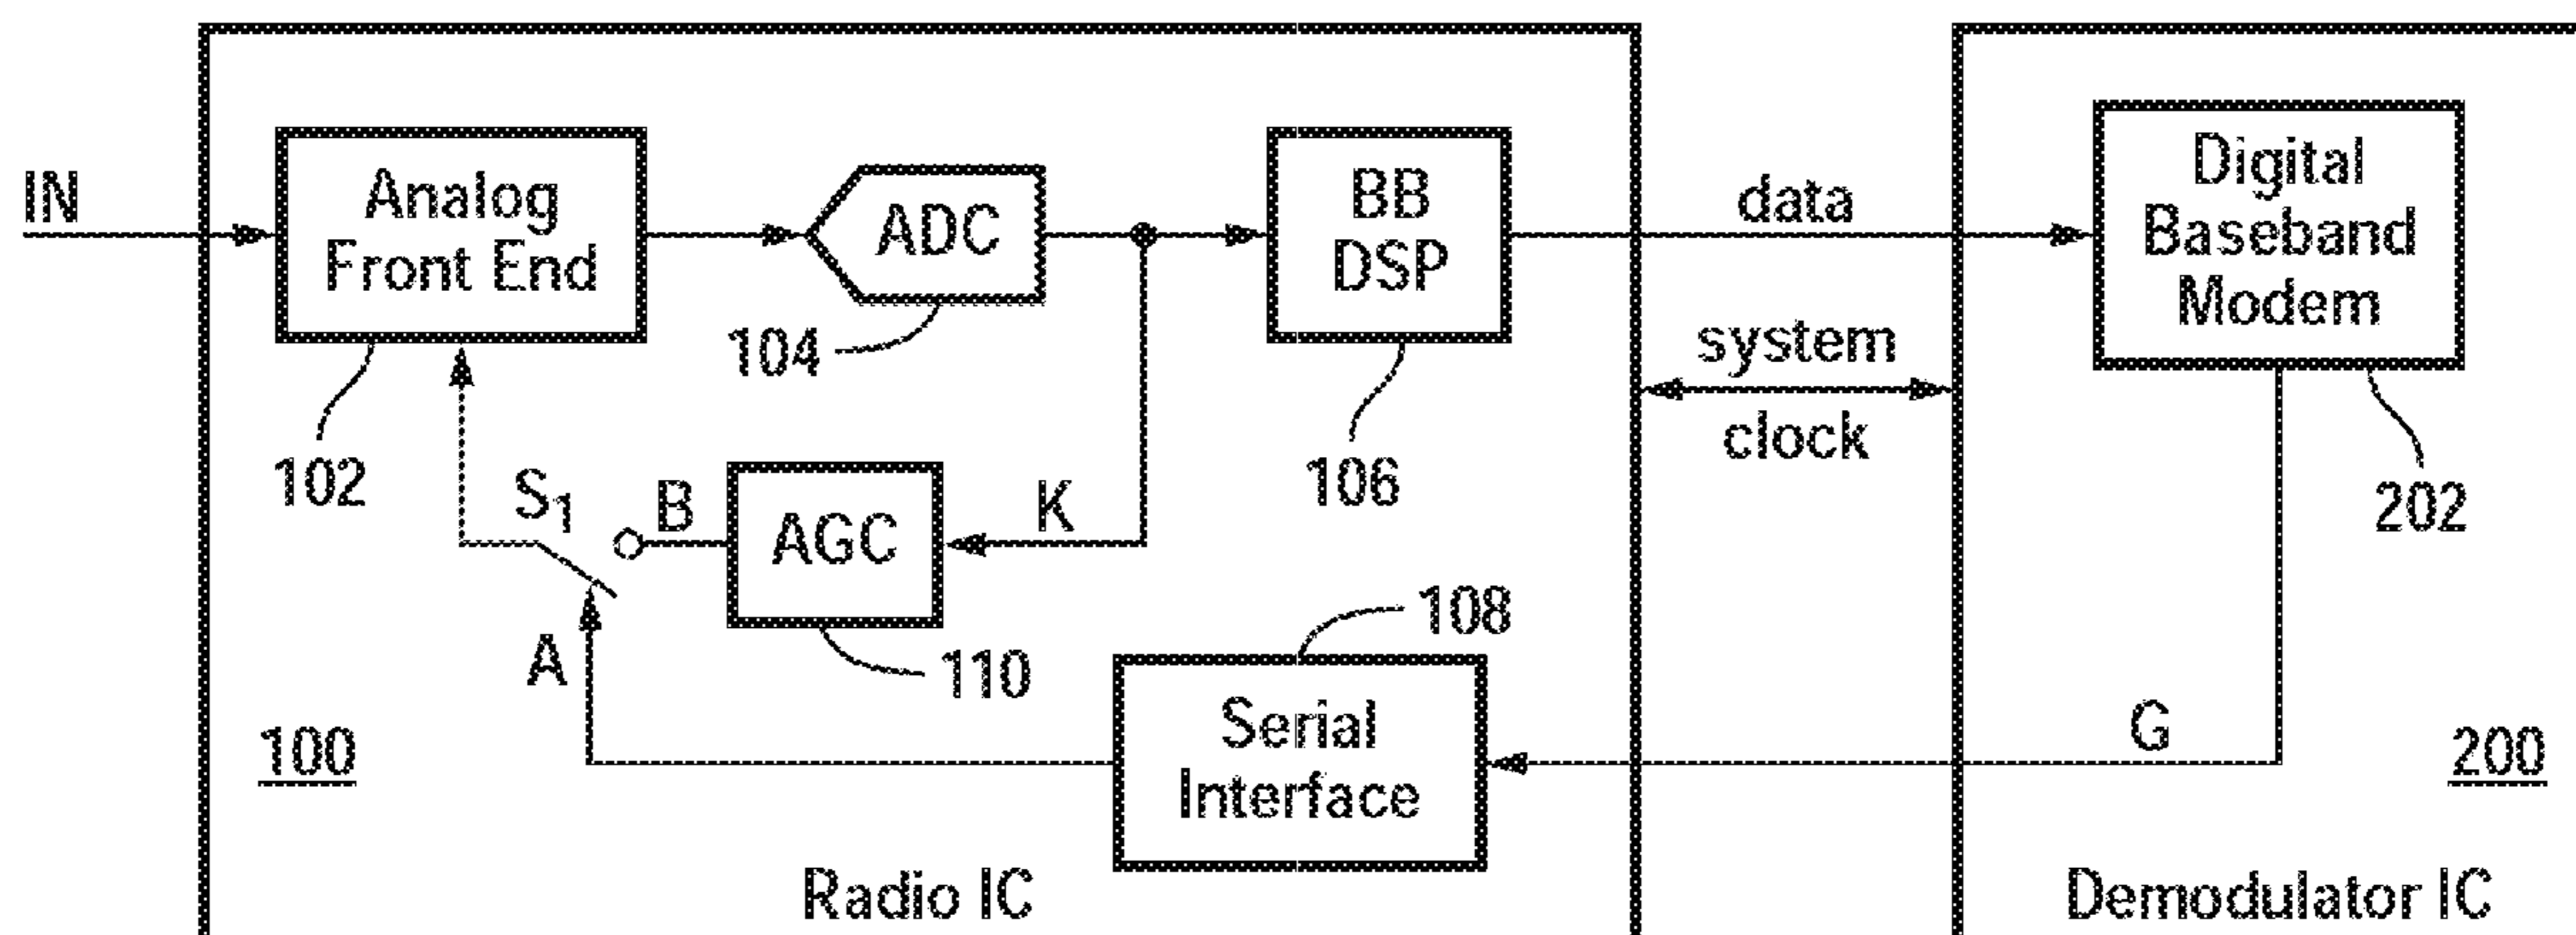 IN
Analog
Front End
102
ADC
104
BB
DSP
106
data
system
clock
Digital
Baseband
Modem
202
S1
B
AGC
K
110
A
108
Serial
Interface
G
100
200
Radio IC
Demodulator IC